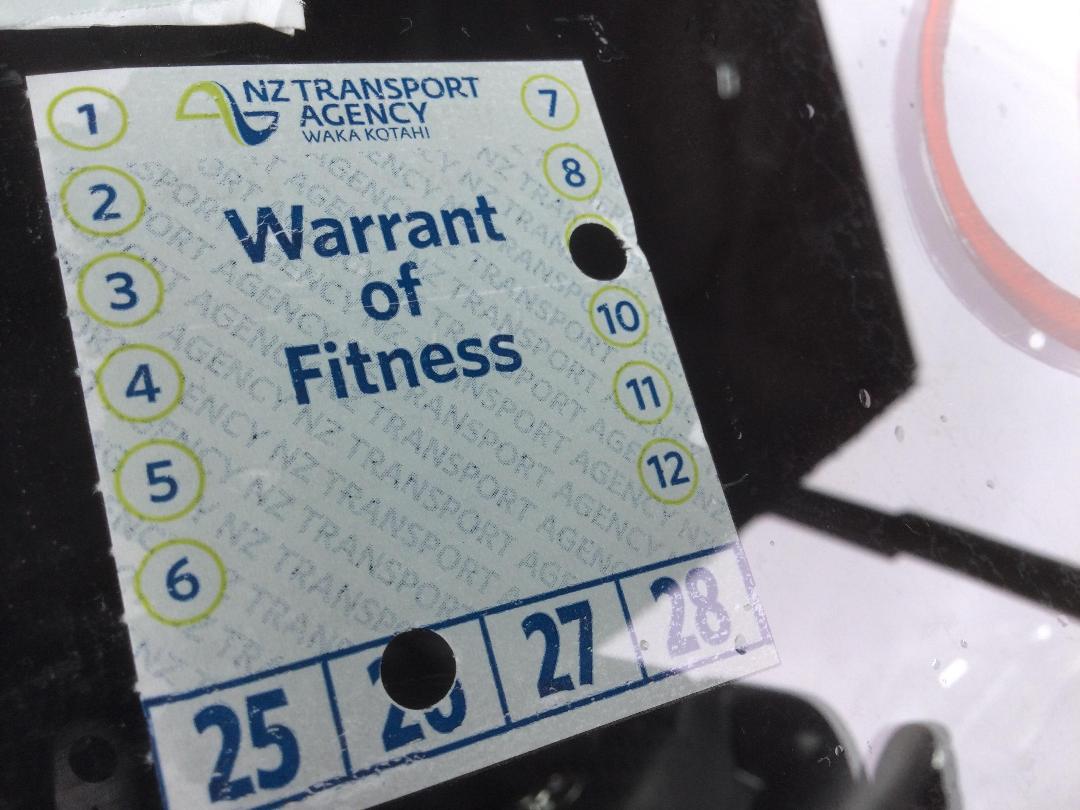 NZ TRANSPORT
AGENCY
WAKA KOTAHI
Warrant
of
Fitness
1
2
3
4
5
6
7
8
10
11
12
25
26
27
28